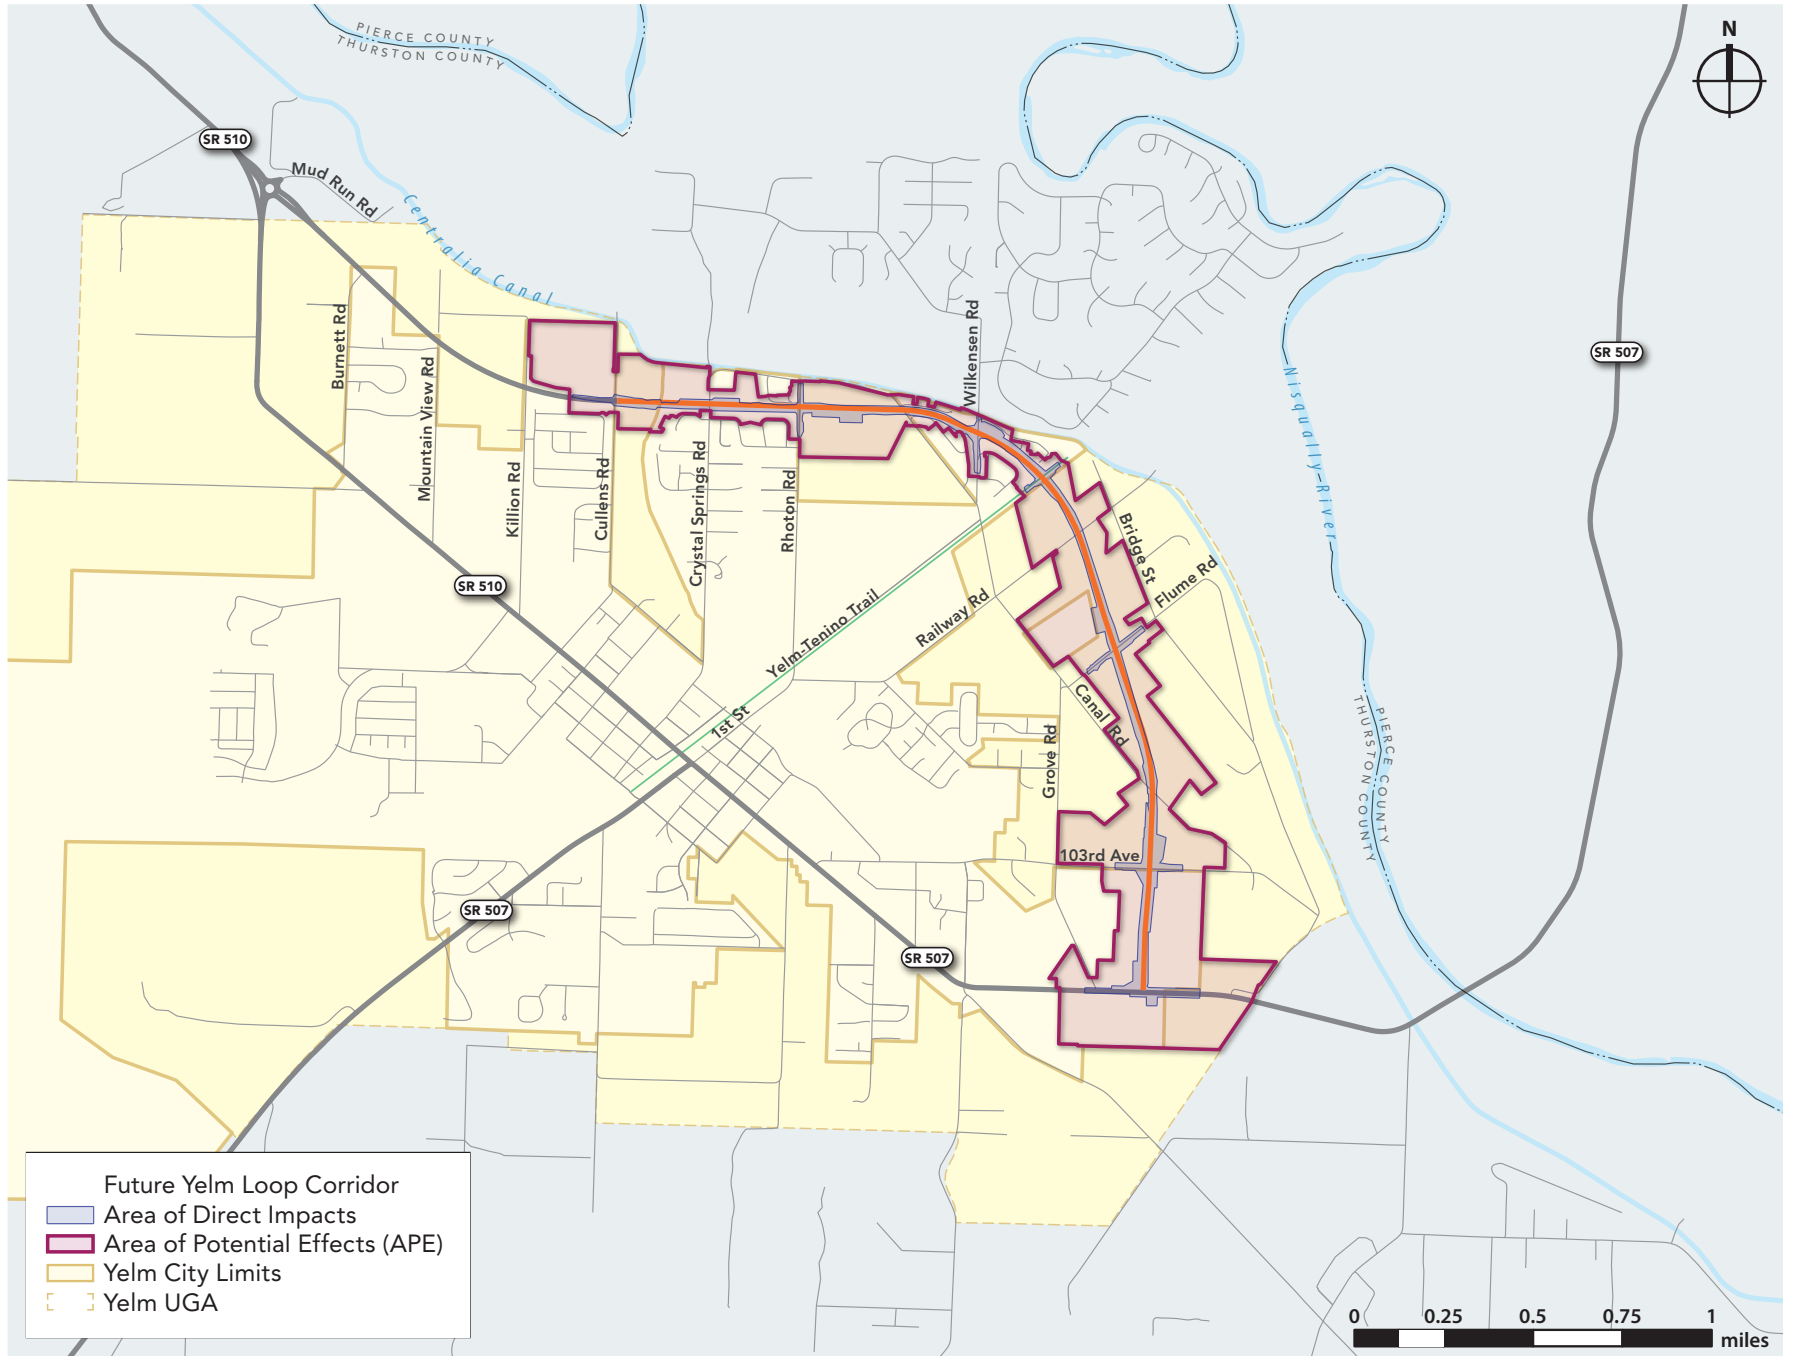 PIERCE COUNTY
THURSTON COUNTY
N
SR 510
Mud Run Rd
Centralia Canal
Burnett Rd
Mountain View Rd
Killion Rd
Cullens Rd
Crystal Springs Rd
Rhoton Rd
Wilkensen Rd
SR 507
Nisqually River
Bridge St
Flume Rd
SR 510
Yelm-Tenino Trail
Railway Rd
1st St
Canal Rd
Grove Rd
PIERCE COUNTY
THURSTON COUNTY
103rd Ave
SR 507
SR 507
Future Yelm Loop Corridor
Area of Direct Impacts
Area of Potential Effects (APE)
Yelm City Limits
Yelm UGA
0 0.25 0.5 0.75 1
miles